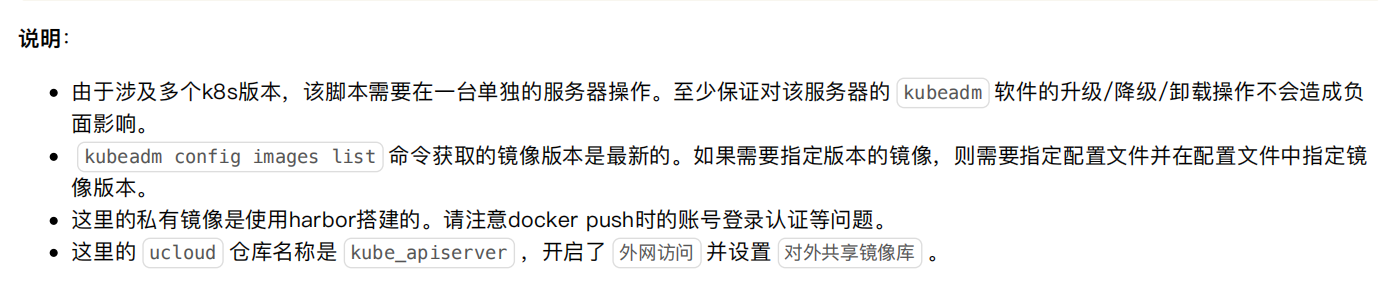 说明：
由于涉及多个k8s版本，该脚本需要在一台单独的服务器操作。至少保证对该服务器的 kubeadm 软件的升级/降级/卸载操作不会造成负
面影响。
kubeadm config images list 命令获取的镜像版本是最新的。如果需要指定版本的镜像，则需要指定配置文件并在配置文件中指定镜
像版本。
这里的私有镜像是使用harbor搭建的。请注意docker push时的账号登录认证等问题。
这里的 ucloud 仓库名称是 kube_apiserver ，开启了 外网访问 并设置 对外共享镜像库 。